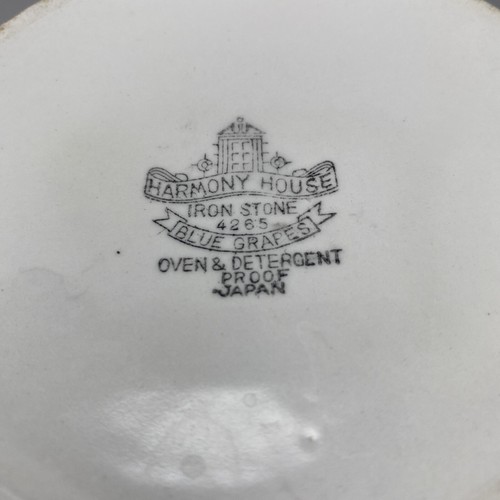 HARMONY HOUSE
IRON STONE
4265
BLUE GRAPES
OVEN & DETERGENT
PROOF
JAPAN